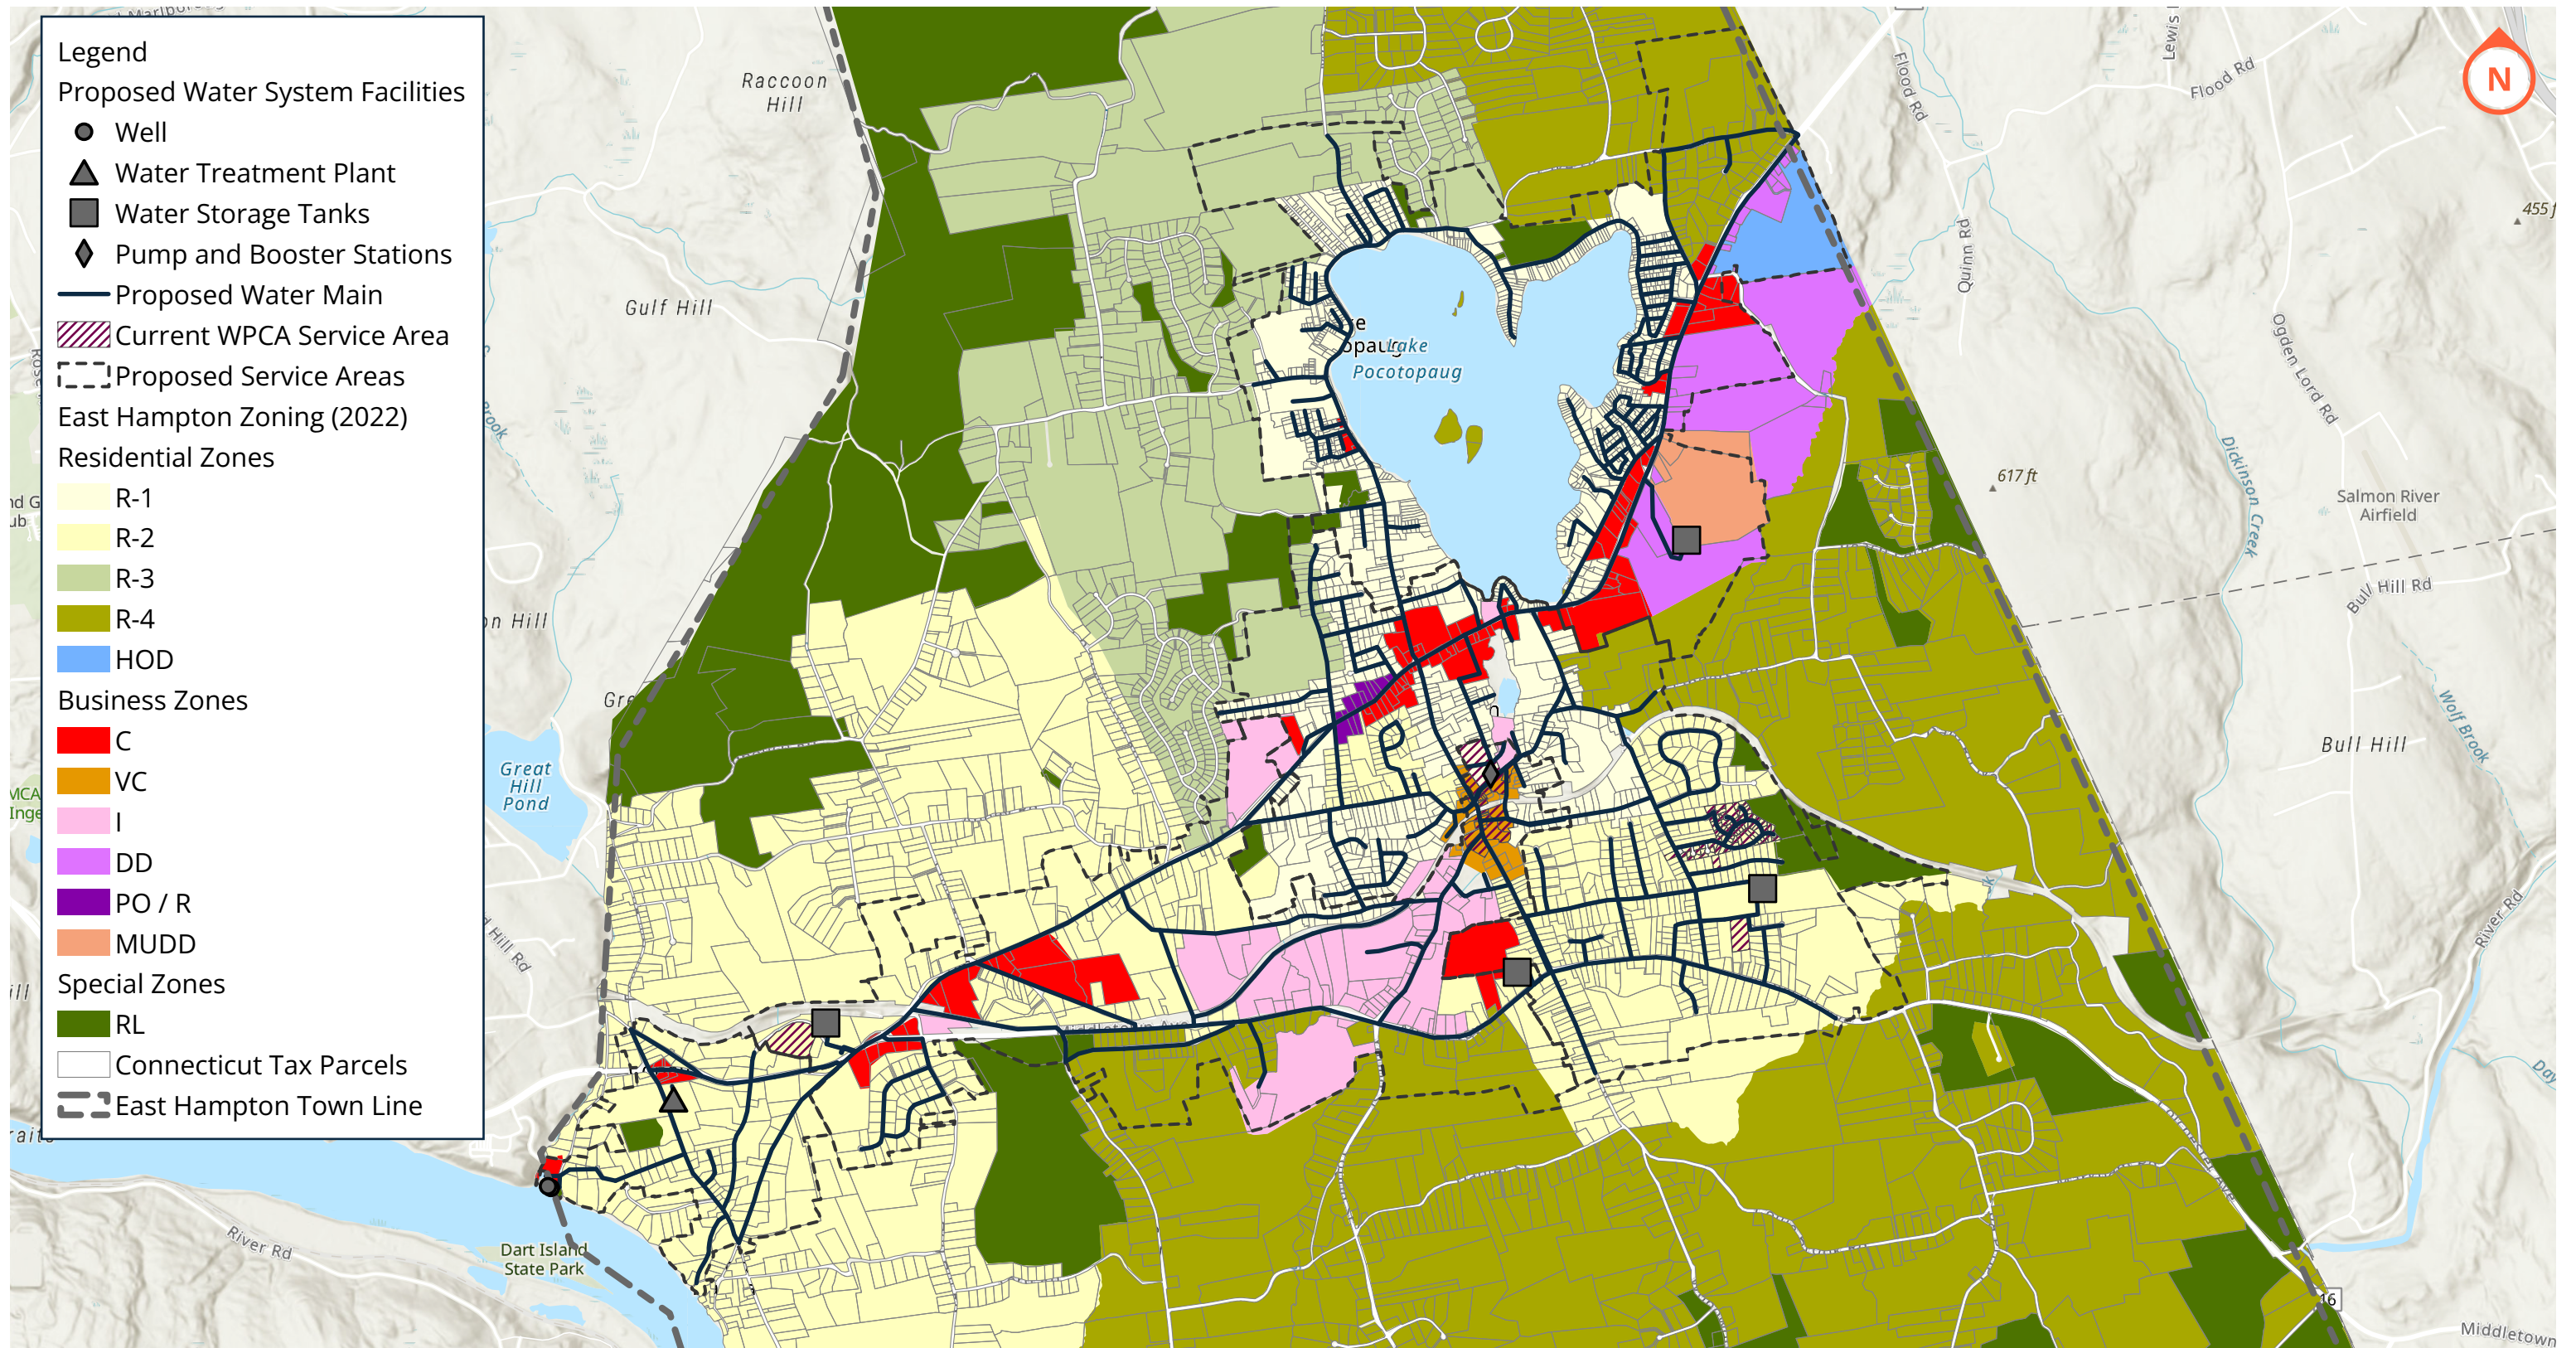 Legend
Proposed Water System Facilities
Well
Water Treatment Plant
Water Storage Tanks
Pump and Booster Stations
Proposed Water Main
Current WPCA Service Area
Proposed Service Areas
East Hampton Zoning (2022)
Residential Zones
R-1
R-2
R-3
R-4
HOD
Business Zones
C
VC
I
DD
PO / R
MUDD
Special Zones
RL
Connecticut Tax Parcels
East Hampton Town Line
Raccoon
Hill
Gulf Hill
Great
Hill
Pond
River Rd
Dart Island
State Park
Lake
Pocotopaug
Middletown Ave
Flood Rd
Flood Rd
Quinn Rd
Ogden Lord Rd
455 f
617 ft
Dickinson Creek
Salmon River
Airfield
Bull Hill Rd
Wolf Brook
Bull Hill
River Rd
Day
16
Middletown
N